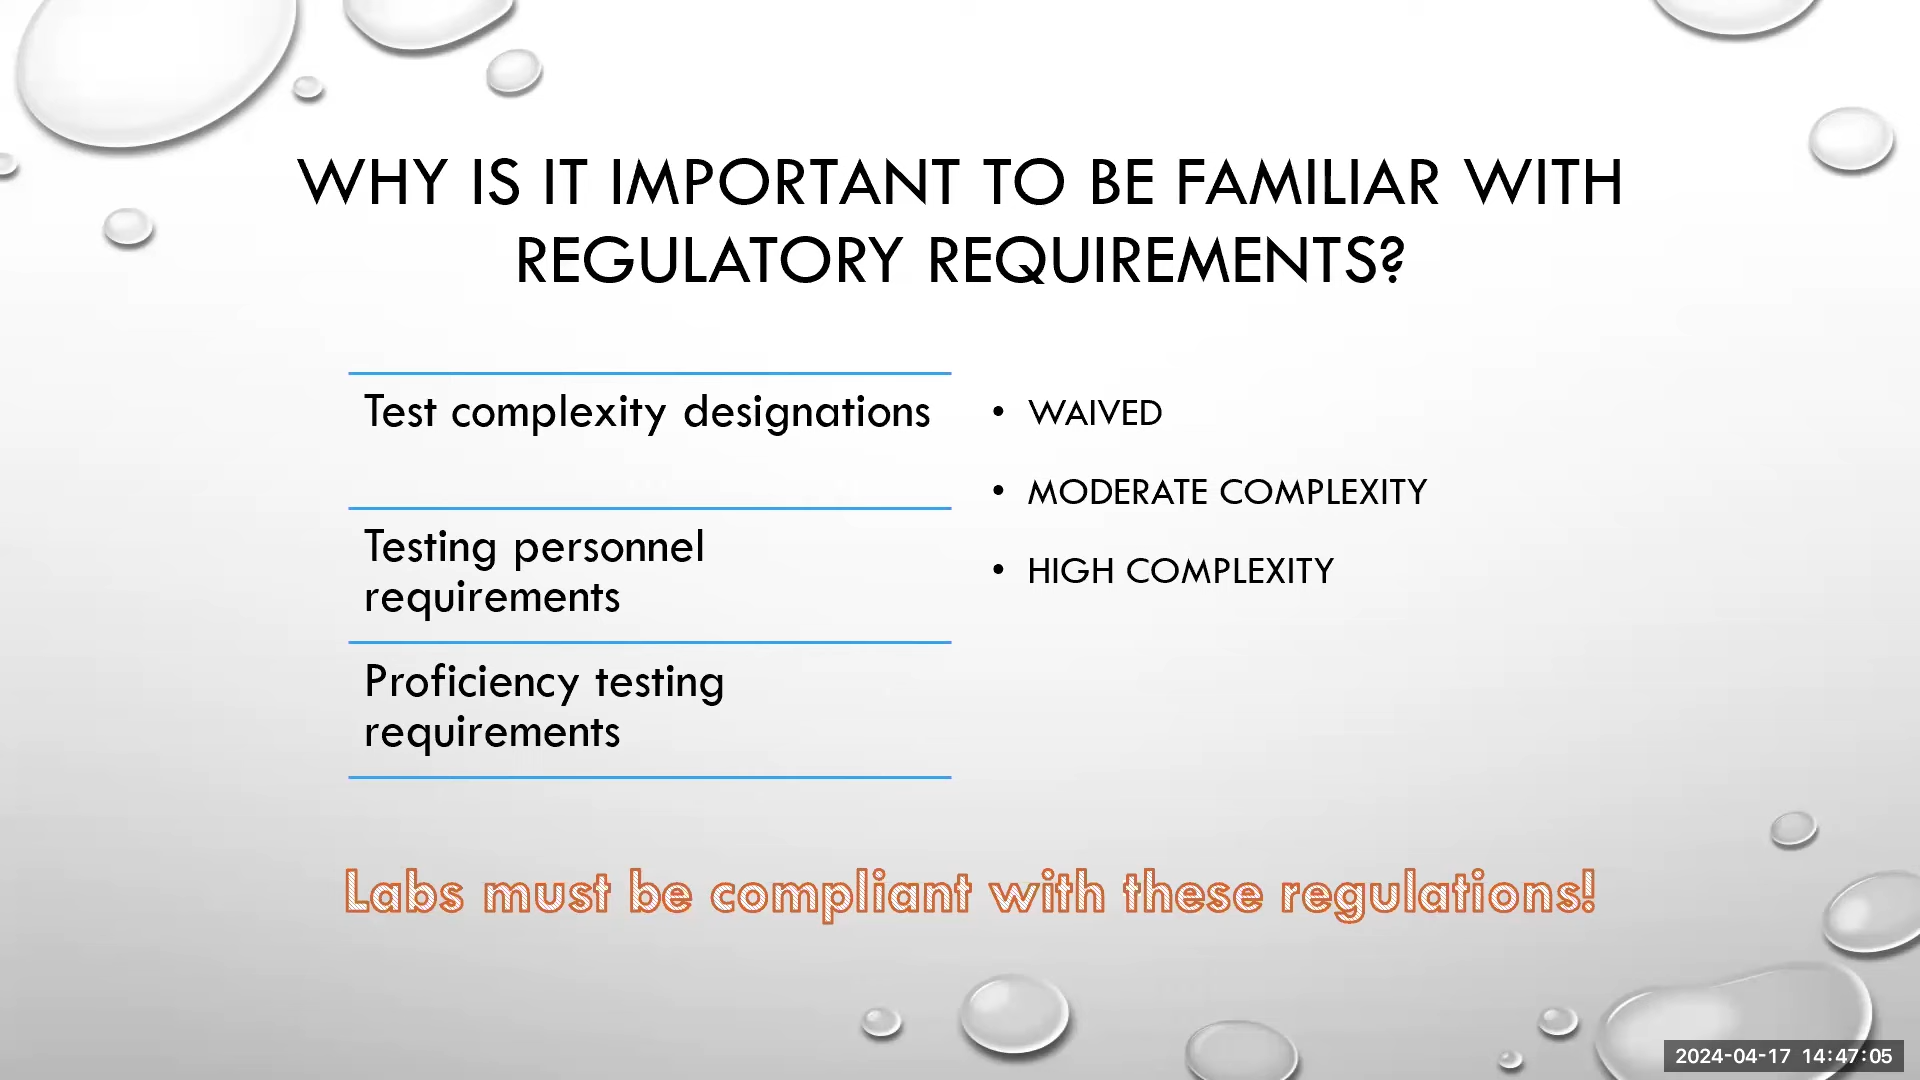 WHY IS IT IMPORTANT TO BE FAMILIAR WITH
REGULATORY REQUIREMENTS?
Test complexity designations
Testing personnel
requirements
Proficiency testing
requirements
• WAIVED
• MODERATE COMPLEXITY
• HIGH COMPLEXITY
Labs must be compliant with these regulations!
2024-04-17 14:47:05